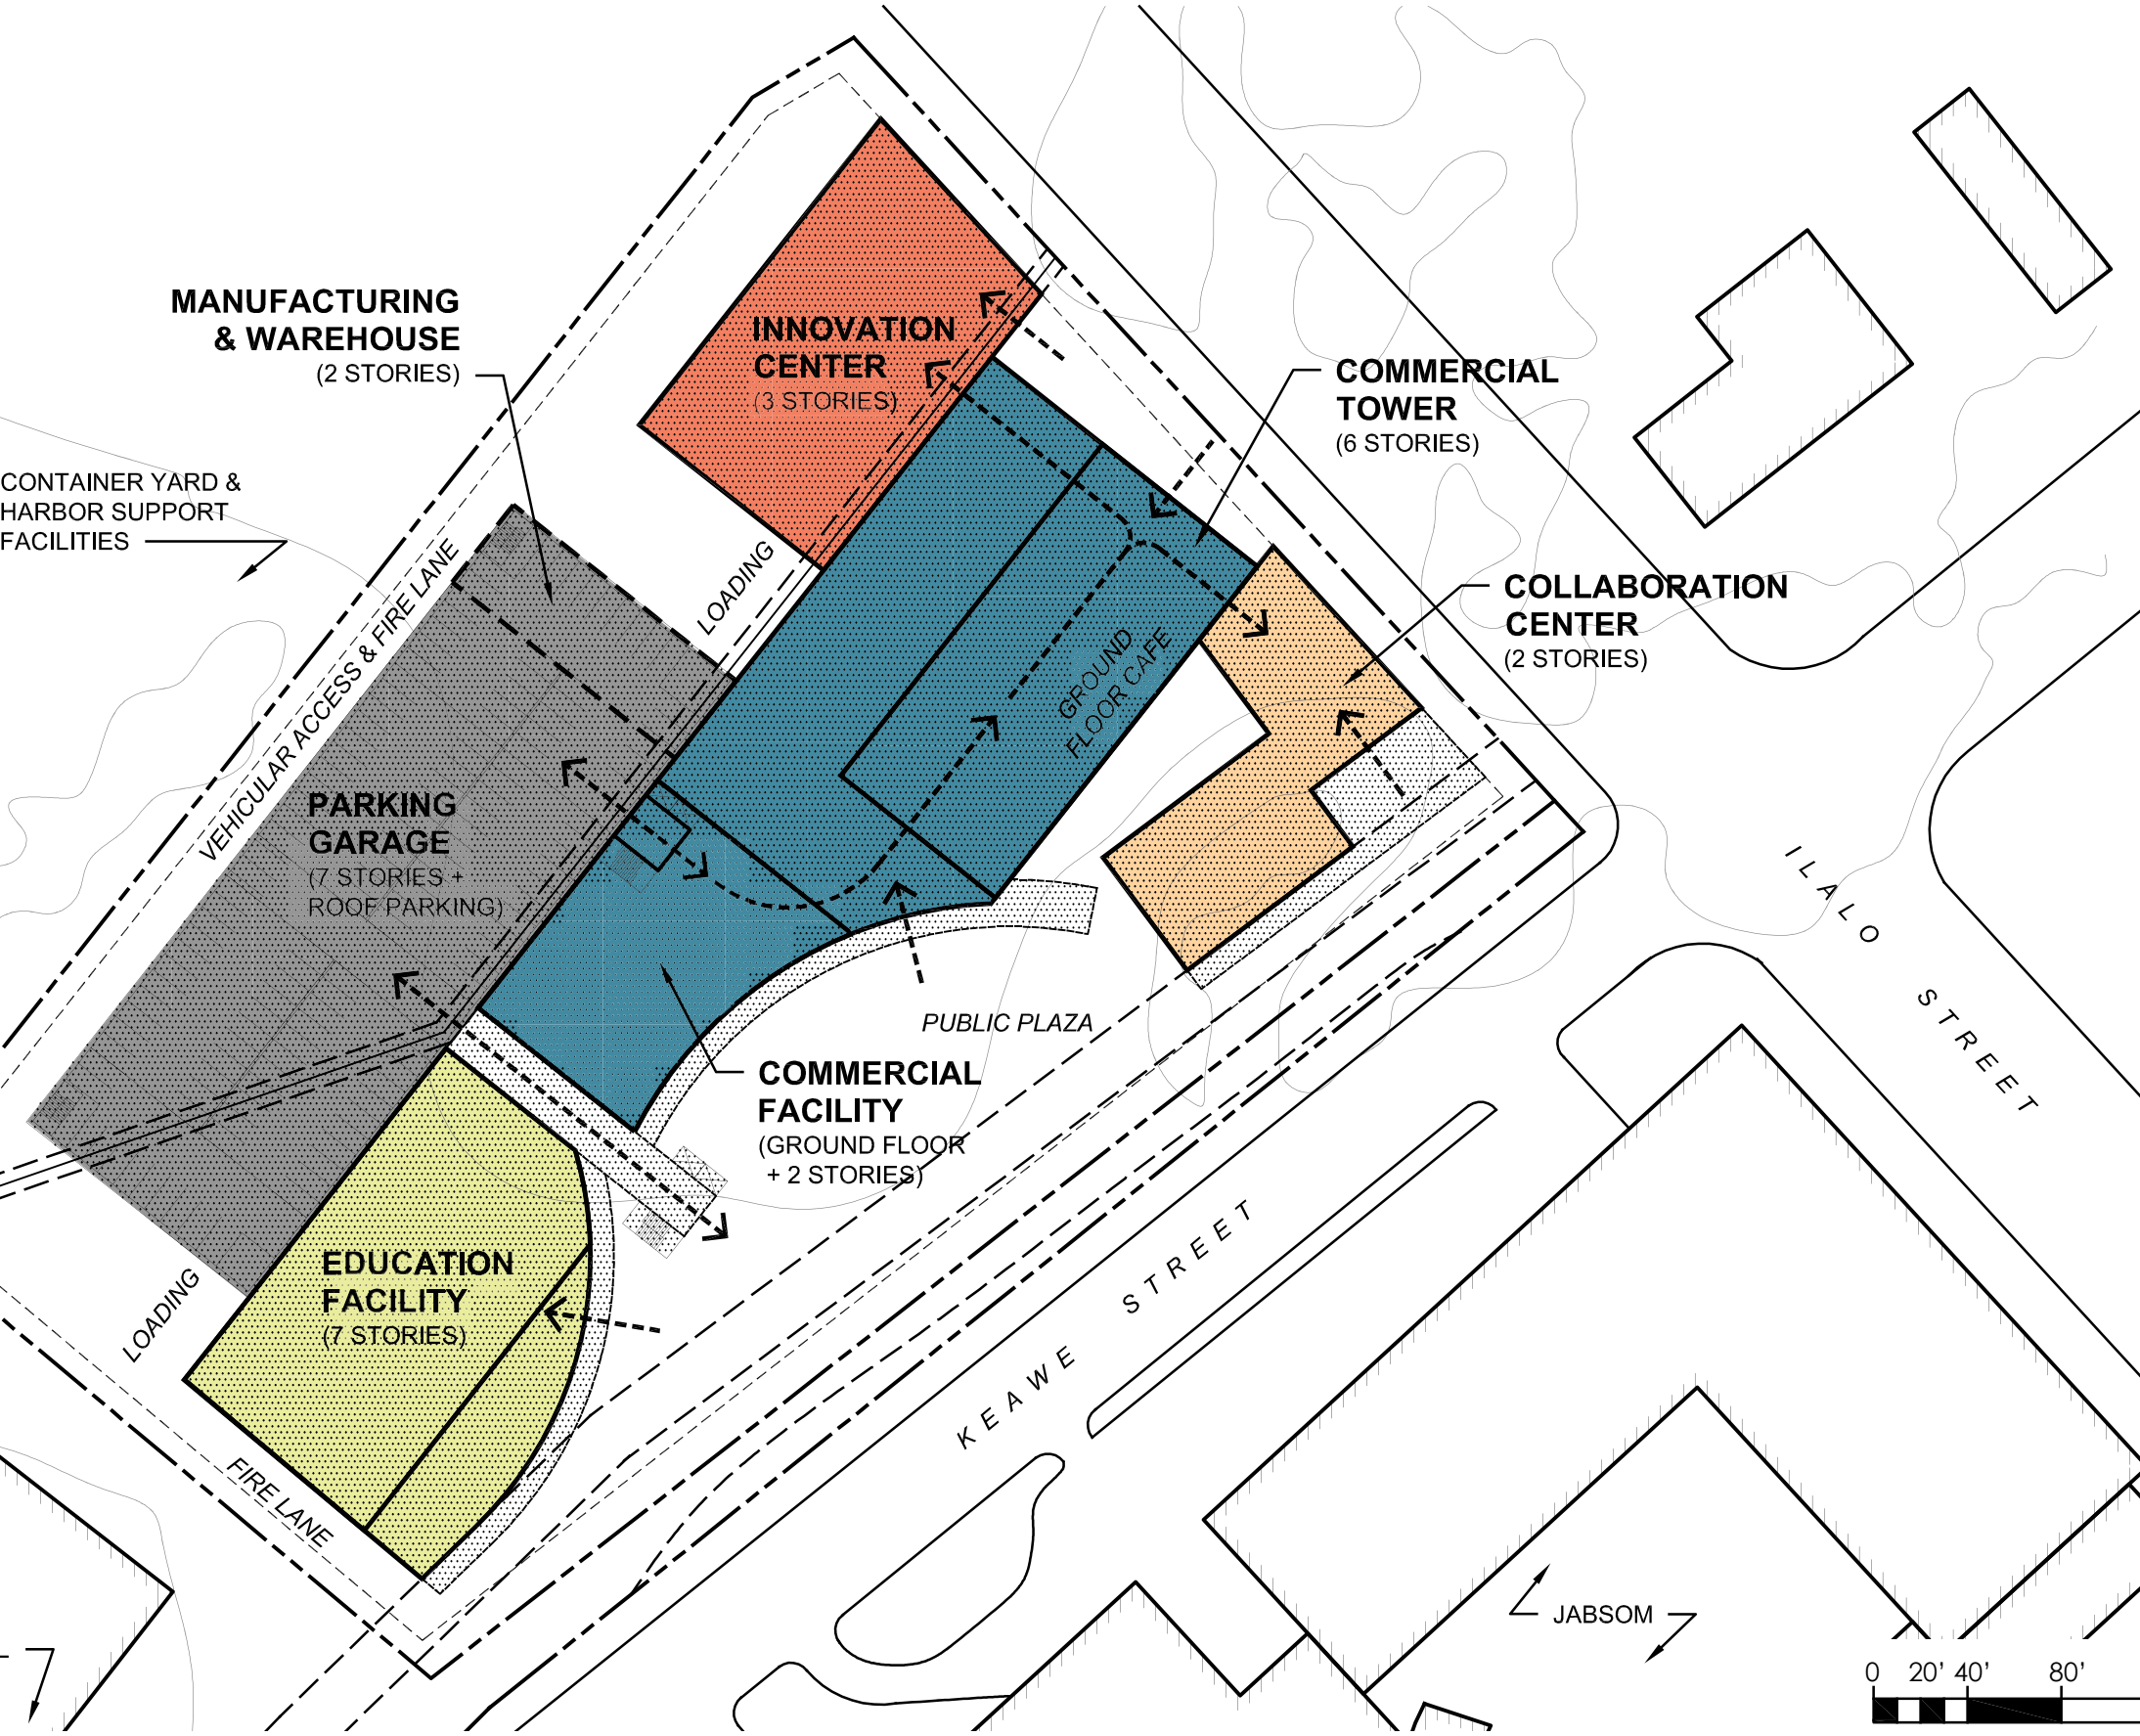 MANUFACTURING
& WAREHOUSE
(2 STORIES)
INNOVATION
CENTER
(3 STORIES)
COMMERCIAL
TOWER
(6 STORIES)
CONTAINER YARD &
HARBOR SUPPORT
FACILITIES
LOADING
VEHICULAR ACCESS & FIRE LANE
COLLABORATION
CENTER
(2 STORIES)
GROUND
FLOOR CAFE
PARKING
GARAGE
(7 STORIES +
ROOF PARKING)
ILALO STREET
PUBLIC PLAZA
COMMERCIAL
FACILITY
(GROUND FLOOR
+ 2 STORIES)
EDUCATION
FACILITY
(7 STORIES)
LOADING
KEAWE STREET
FIRE LANE
JABSOM
0 20' 40' 80'